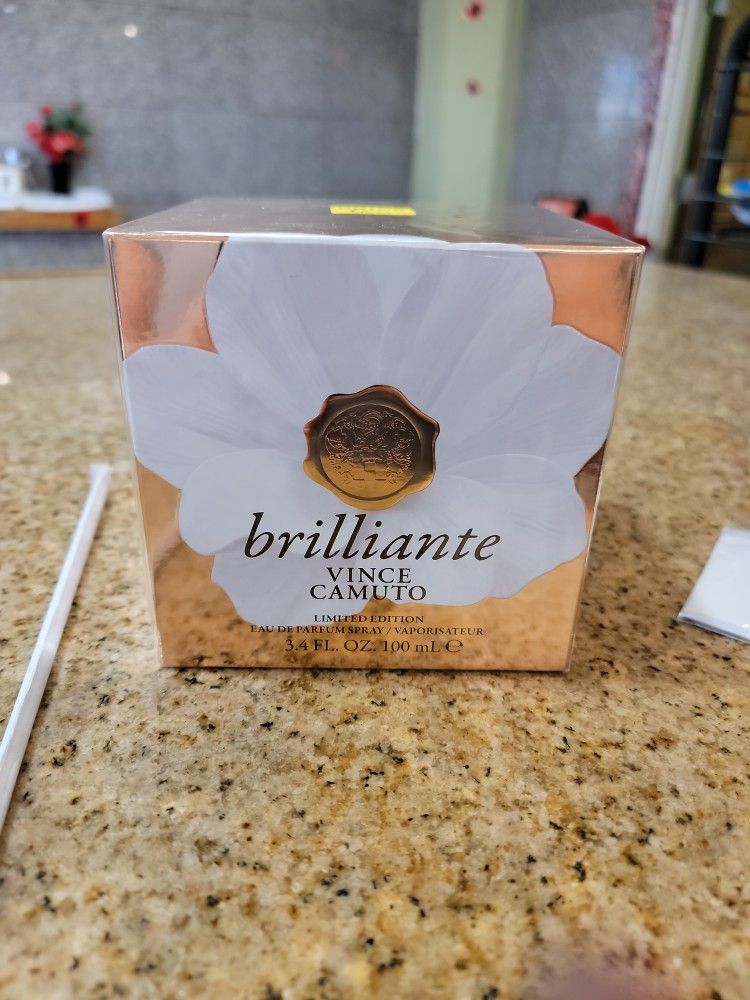 brilliante
VINCE
CAMUTO
LIMITED EDITION
EAU DE PARFUM SPRAY / VAPORISATEUR
3.4 FL. OZ. 100 mL ℮